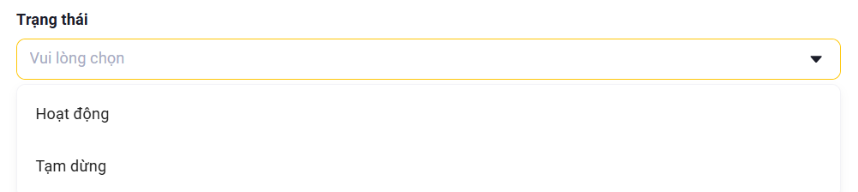 Trạng thái
Vui lòng chọn
Hoạt động
Tạm dừng